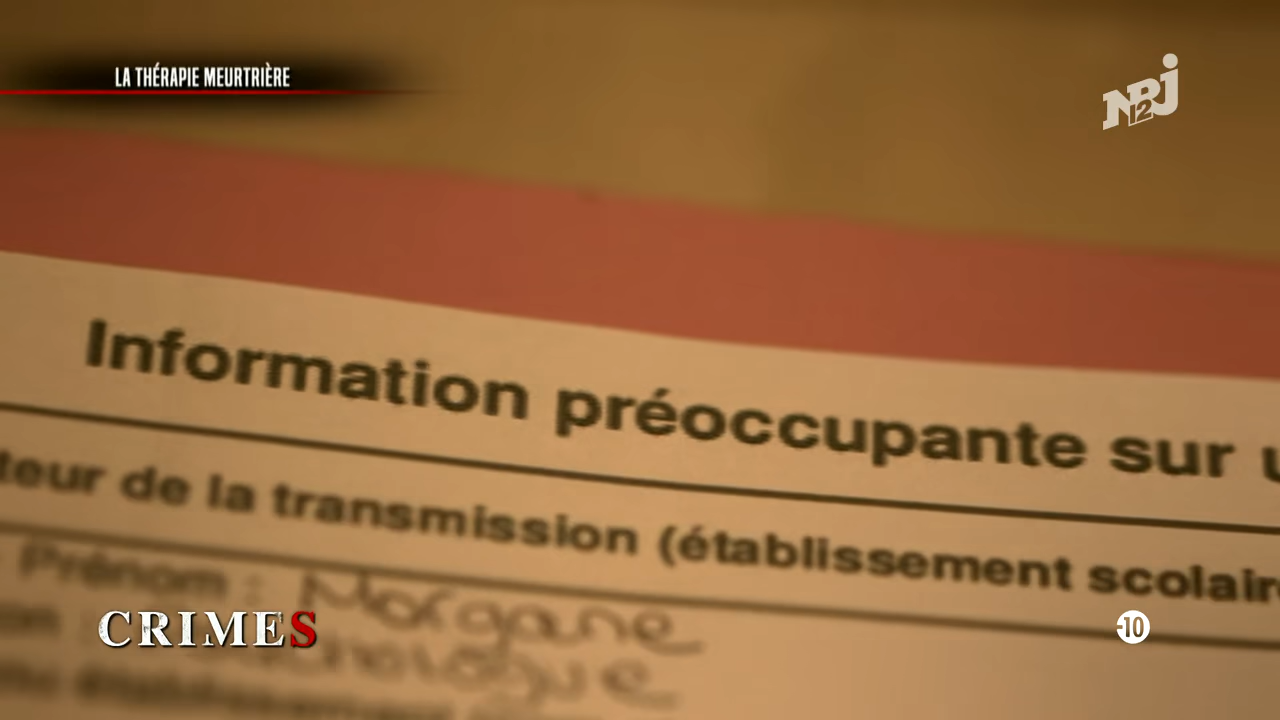 LA THÉRAPIE MEURTRIÈRE
NRJ
12
Information préoccupante sur
teur de la transmission (établissement scolair
Prénom : Morgane
CRIMES
-10